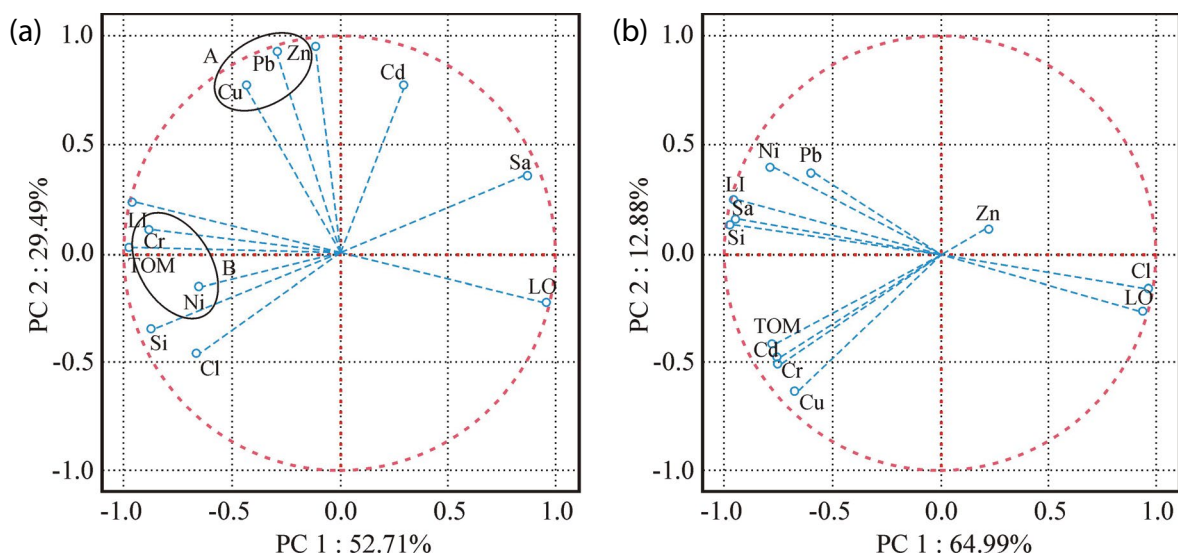 (a)
1.0
0.5
0.0
-0.5
-1.0
PC 2 : 29.49%
A
Pb
Zn
Cu
Cd
Sa
LI
Cr
TOM
B
Ni
LO
Si
Cl
-1.0 -0.5 0.0 0.5 1.0
PC 1 : 52.71%
(b)
1.0
0.5
0.0
-0.5
-1.0
PC 2 : 12.88%
Ni
Pb
LI
Sa
Si
Zn
Cl
LO
TOM
Cd
Cr
Cu
-1.0 -0.5 0.0 0.5 1.0
PC 1 : 64.99%